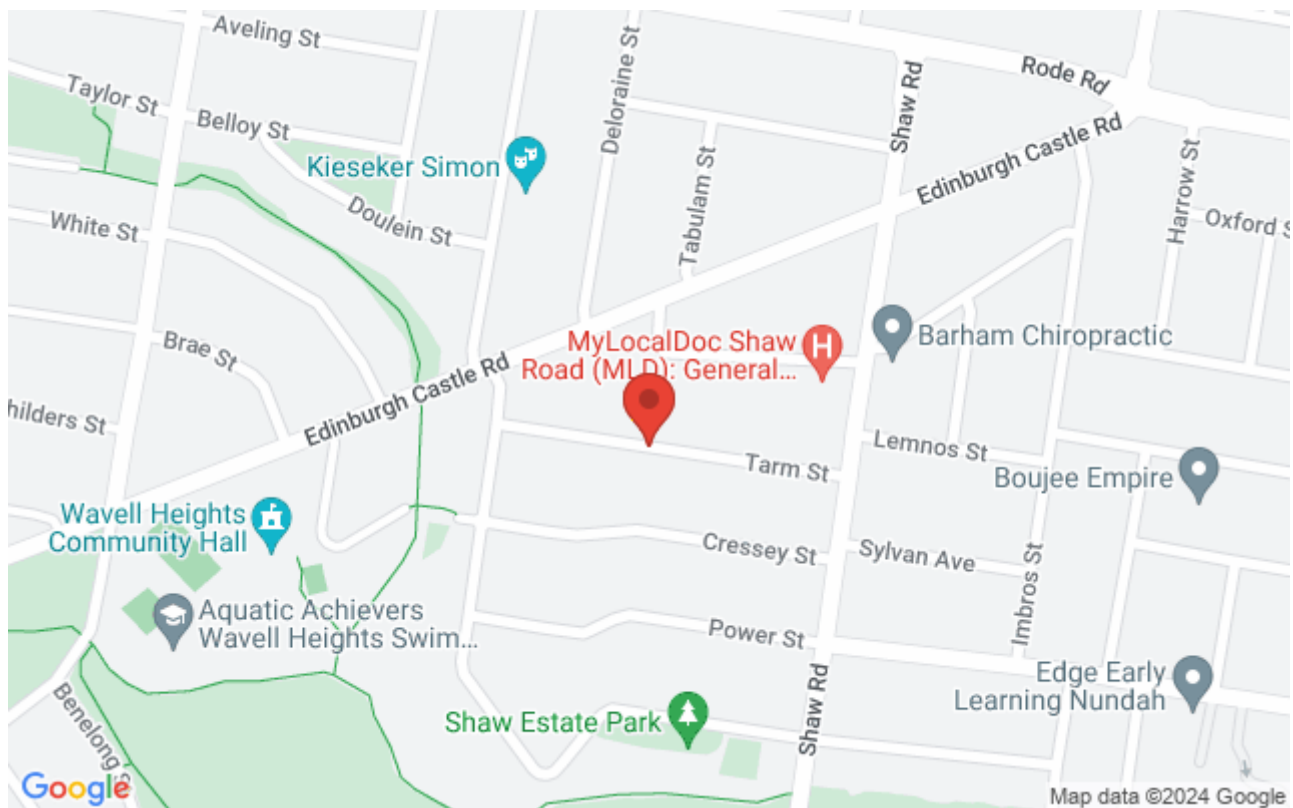 Aveling St
Rode Rd
Taylor St
Belloy St
Deloraine St
Shaw Rd
Kieseker Simon
Edinburgh Castle Rd
Harrow St
Tabulam St
Doulein St
White St
Oxford S
Brae St
MyLocalDoc Shaw
Road (MLD): General...
H
Barham Chiropractic
Edinburgh Castle Rd
hilders St
Tarm St
Lemnos St
Boujee Empire
Wavell Heights
Community Hall
Cressey St
Sylvan Ave
Imbros St
Aquatic Achievers
Wavell Heights Swim...
Power St
Edge Early
Learning Nundah
Benelong S
Shaw Estate Park
Shaw Rd
Google
Map data ©2024 Google